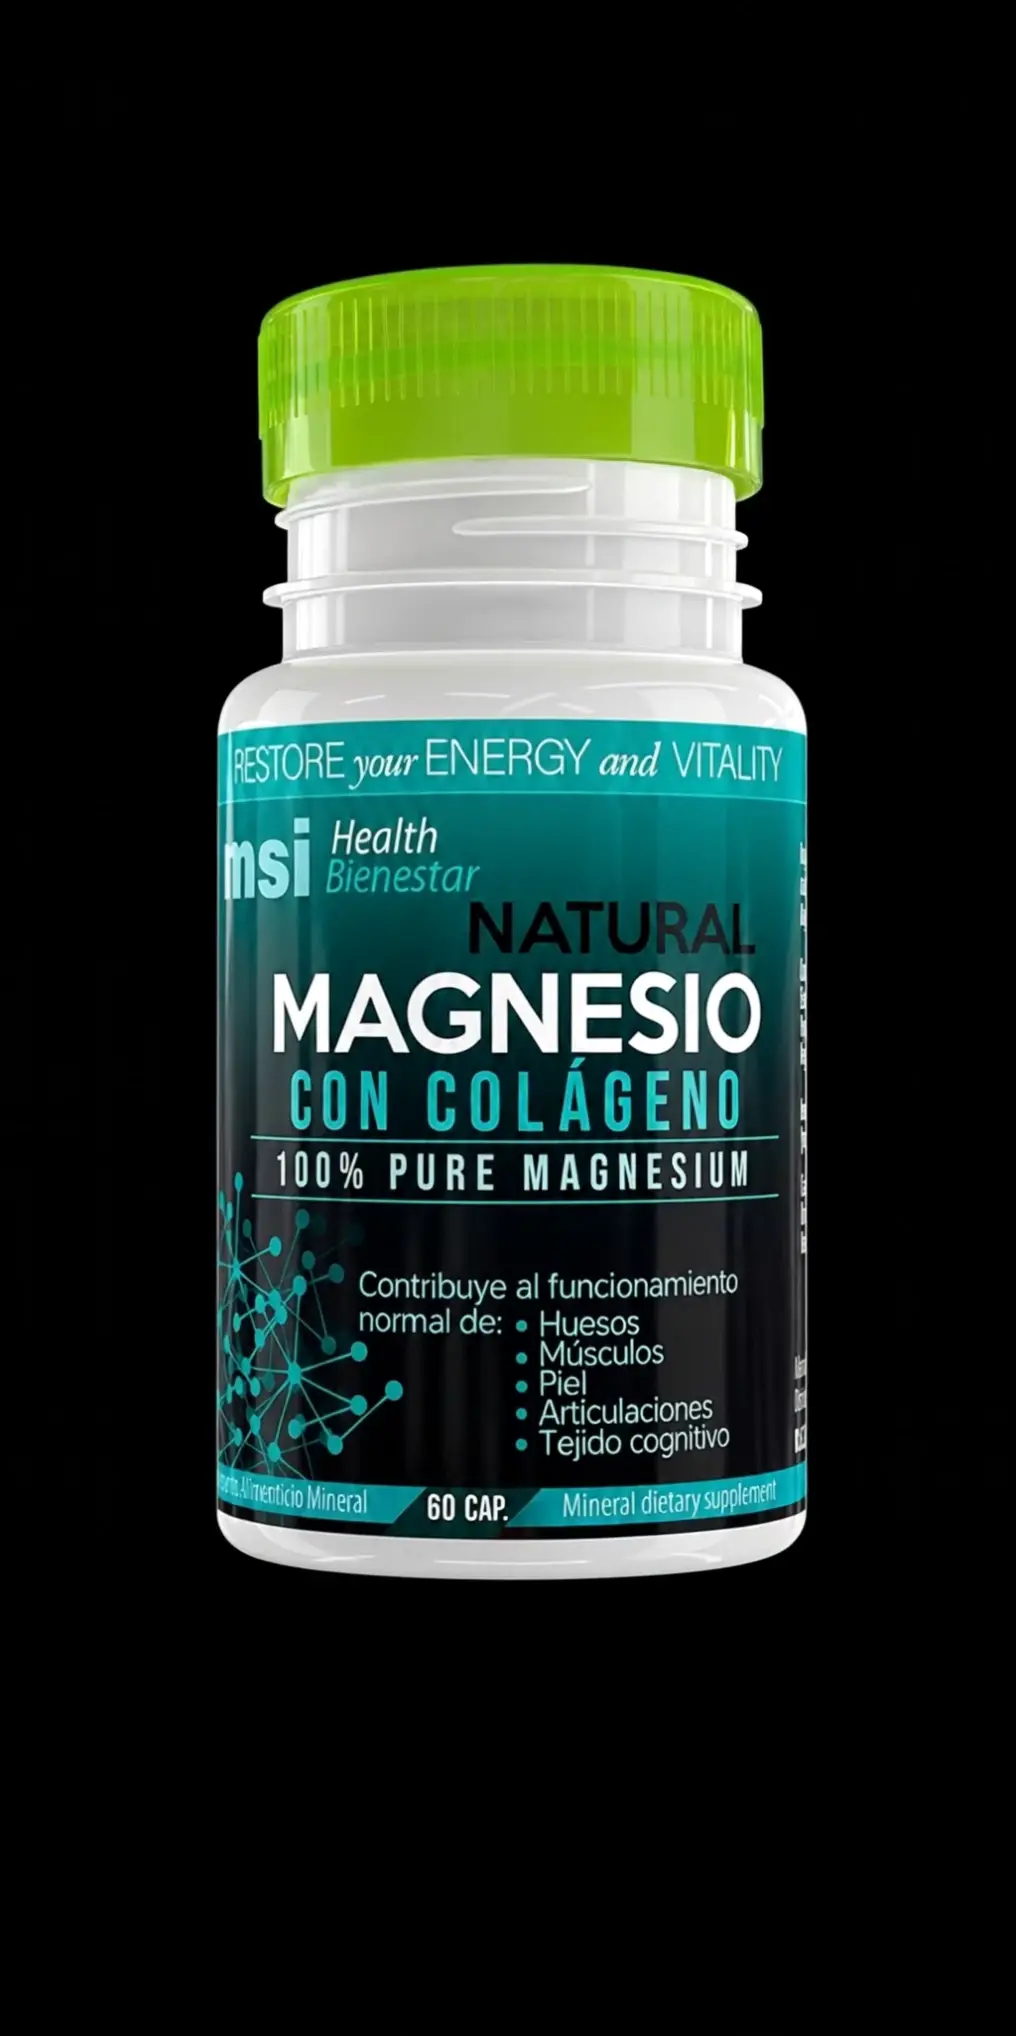 RESTORE your ENERGY and VITALITY
msi Health
Bienestar
NATURAL
MAGNESIO
CON COLÁGENO
100% PURE MAGNESIUM
Contribuye al funcionamiento
normal de:
• Huesos
• Músculos
• Piel
• Articulaciones
• Tejido cognitivo
Alimenticio Mineral
60 CAP.
Mineral dietary supplement